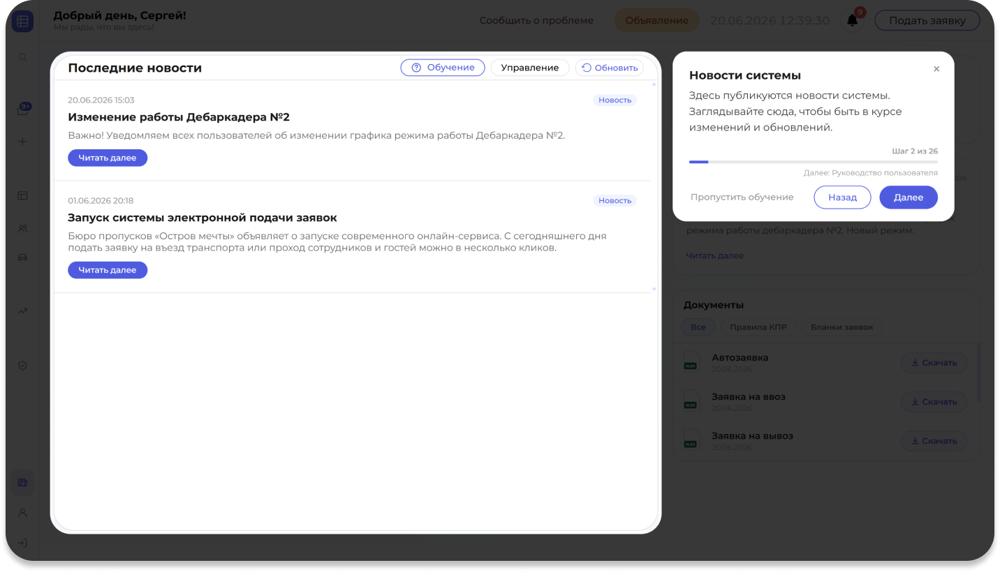 Добрый день, Сергей!
Мы рады, что вы здесь!
Сообщить о проблеме
Объявление
20.06.2026 12:39:30
9
Подать заявку
9+
Последние новости
Обучение
Управление
Обновить
20.06.2026 15:03
Новость
Изменение работы Дебаркадера №2
Важно! Уведомляем всех пользователей об изменении графика режима работы Дебаркадера №2.
Читать далее
01.06.2026 20:18
Новость
Запуск системы электронной подачи заявок
Бюро пропусков «Остров мечты» объявляет о запуске современного онлайн-сервиса. С сегодняшнего дня
подать заявку на въезд транспорта или проход сотрудников и гостей можно в несколько кликов.
Читать далее
Новости системы
×
Здесь публикуются новости системы.
Заглядывайте сюда, чтобы быть в курсе
изменений и обновлений.
Шаг 2 из 26
Далее: Руководство пользователя
Пропустить обучение
Назад
Далее
режима работы дебаркадера №2. Новый режим:
Читать далее
Документы
Все
Правила КПР
Бланки заявок
XLSX
Автозаявка
20.06.2026
Скачать
XLSX
Заявка на ввоз
20.06.2026
Скачать
XLSX
Заявка на вывоз
20.06.2026
Скачать